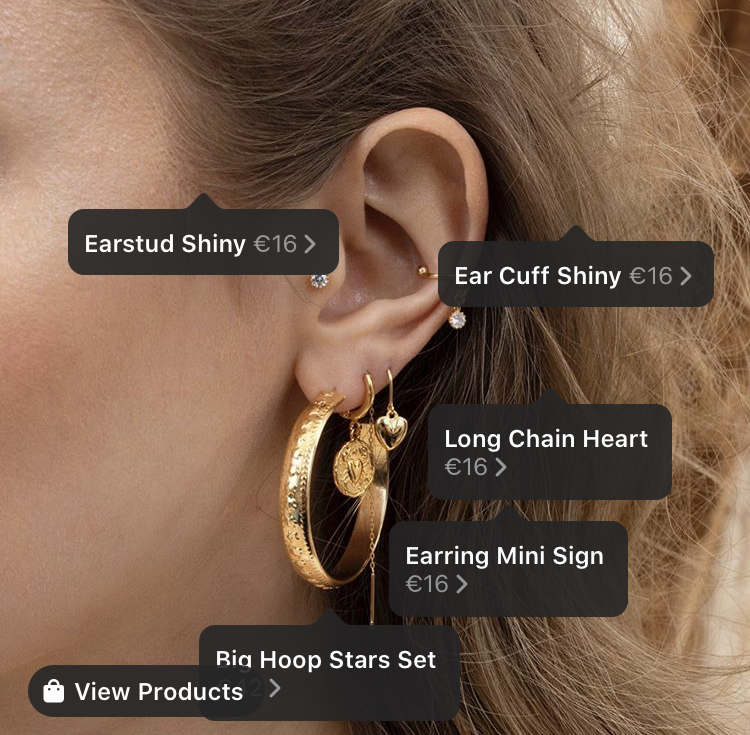 Earstud Shiny €16
Ear Cuff Shiny €16
Long Chain Heart
€16
Earring Mini Sign
€16
Big Hoop Stars Set
View Products